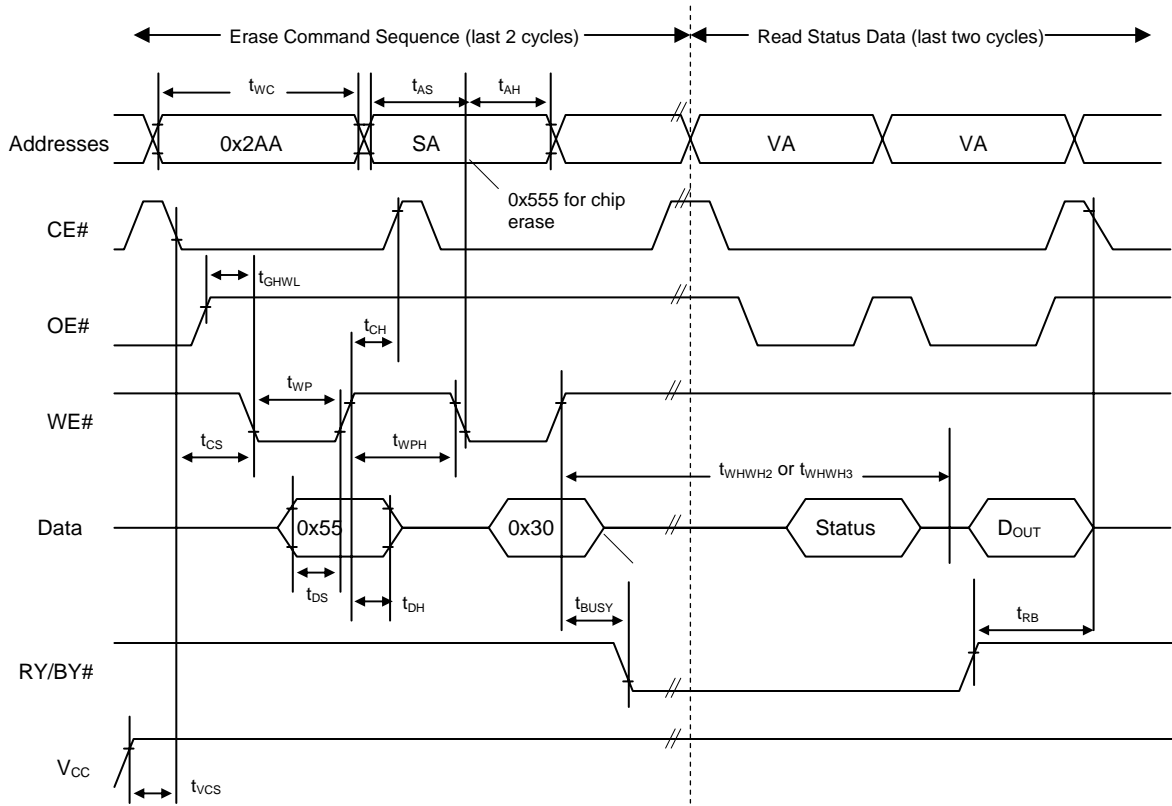 Erase Command Sequence (last 2 cycles)
Read Status Data (last two cycles)
tWC
tAS
tAH
Addresses
0x2AA
SA
VA
VA
0x555 for chip
erase
CE#
tGHWL
OE#
tCH
tWP
WE#
tCS
tWPH
tWHWH2 or tWHWH3
Data
0x55
0x30
Status
DOUT
tDS
tDH
tBUSY
tRB
RY/BY#
VCC
tVCS